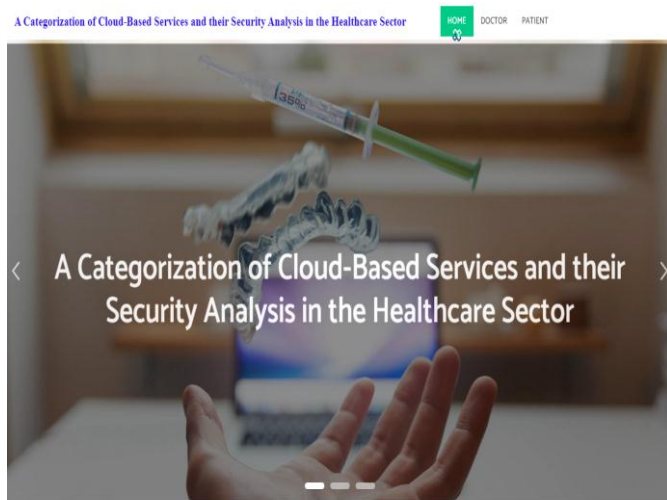 A Categorization of Cloud-Based Services and their Security Analysis in the Healthcare Sector
HOME DOCTOR PATIENT
35%
A Categorization of Cloud-Based Services and their
Security Analysis in the Healthcare Sector